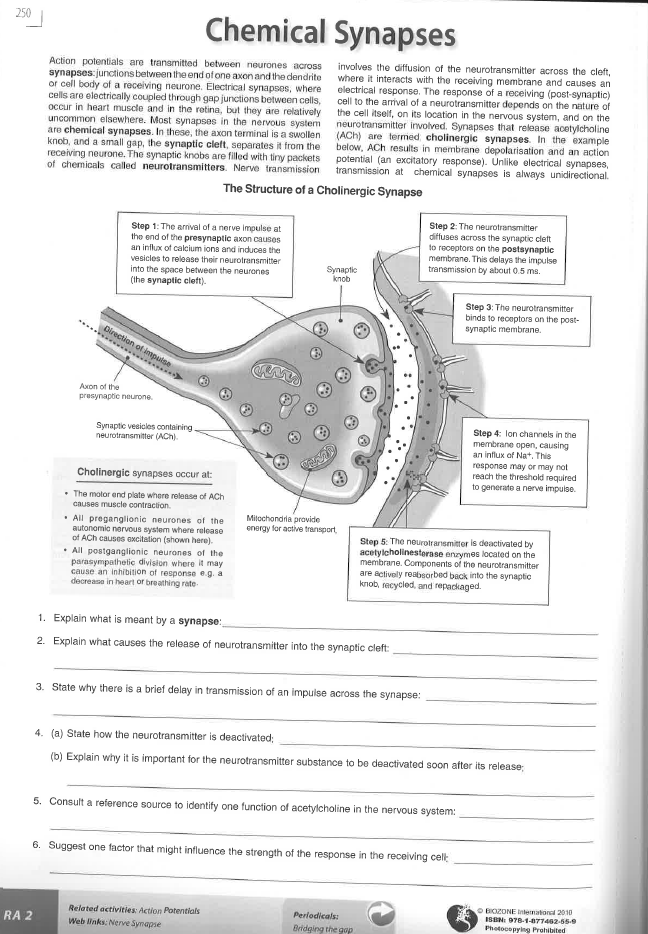 250
Chemical Synapses
Action potentials are transmitted between neurones across
synapses: junctions between the end of one axon and the dendrite
or cell body of a receiving neurone. Electrical synapses, where
cells are electrically coupled through gap junctions between cells,
occur in heart muscle and in the retina, but they are relatively
uncommon elsewhere. Most synapses in the nervous system
are chemical synapses. In these, the axon terminal is a swollen
knob, and a small gap, the synaptic cleft, separates it from the
receiving neurone. The synaptic knobs are filled with tiny packets
of chemicals called neurotransmitters. Nerve transmission
involves the diffusion of the neurotransmitter across the cleft,
where it interacts with the receiving membrane and causes an
electrical response. The response of a receiving (post-synaptic)
cell to the arrival of a neurotransmitter depends on the nature of
the cell itself, on its location in the nervous system, and on the
neurotransmitter involved. Synapses that release acetylcholine
(ACh) are termed cholinergic synapses. In the example
below, ACh results in membrane depolarisation and an action
potential (an excitatory response). Unlike electrical synapses,
transmission at chemical synapses is always unidirectional.
The Structure of a Cholinergic Synapse
Step 1: The arrival of a nerve impulse at
the end of the presynaptic axon causes
an influx of calcium ions and induces the
vesicles to release their neurotransmitter
into the space between the neurones
(the synaptic cleft).
Synaptic
knob
Step 2: The neurotransmitter
diffuses across the synaptic cleft
to receptors on the postsynaptic
membrane. This delays the impulse
transmission by about 0.5 ms.
Step 3: The neurotransmitter
binds to receptors on the post-
synaptic membrane.
Direction of impulse
Axon of the
presynaptic neurone.
Synaptic vesicles containing
neurotransmitter (ACh).
Step 4: Ion channels in the
membrane open, causing
an influx of Na+. This
response may or may not
reach the threshold required
to generate a nerve impulse.
Cholinergic synapses occur at:
• The motor end plate where release of ACh
causes muscle contraction.
• All preganglionic neurones of the
autonomic nervous system where release
of ACh causes excitation (shown here).
• All postganglionic neurones of the
parasympathetic division where it may
cause an inhibition of response e.g. a
decrease in heart or breathing rate.
Mitochondria provide
energy for active transport.
Step 5: The neurotransmitter is deactivated by
acetylcholinesterase enzymes located on the
membrane. Components of the neurotransmitter
are actively reabsorbed back into the synaptic
knob, recycled, and repackaged.
1. Explain what is meant by a synapse:
2. Explain what causes the release of neurotransmitter into the synaptic cleft:
3. State why there is a brief delay in transmission of an impulse across the synapse:
4. (a) State how the neurotransmitter is deactivated:
(b) Explain why it is important for the neurotransmitter substance to be deactivated soon after its release:
5. Consult a reference source to identify one function of acetylcholine in the nervous system:
6. Suggest one factor that might influence the strength of the response in the receiving cell:
RA 2
Related activities: Action Potentials
Web links: Nerve Synapse
Periodicals:
Bridging the gap
© BIOZONE International 2010
ISBN: 978-1-877462-55-9
Photocopying Prohibited